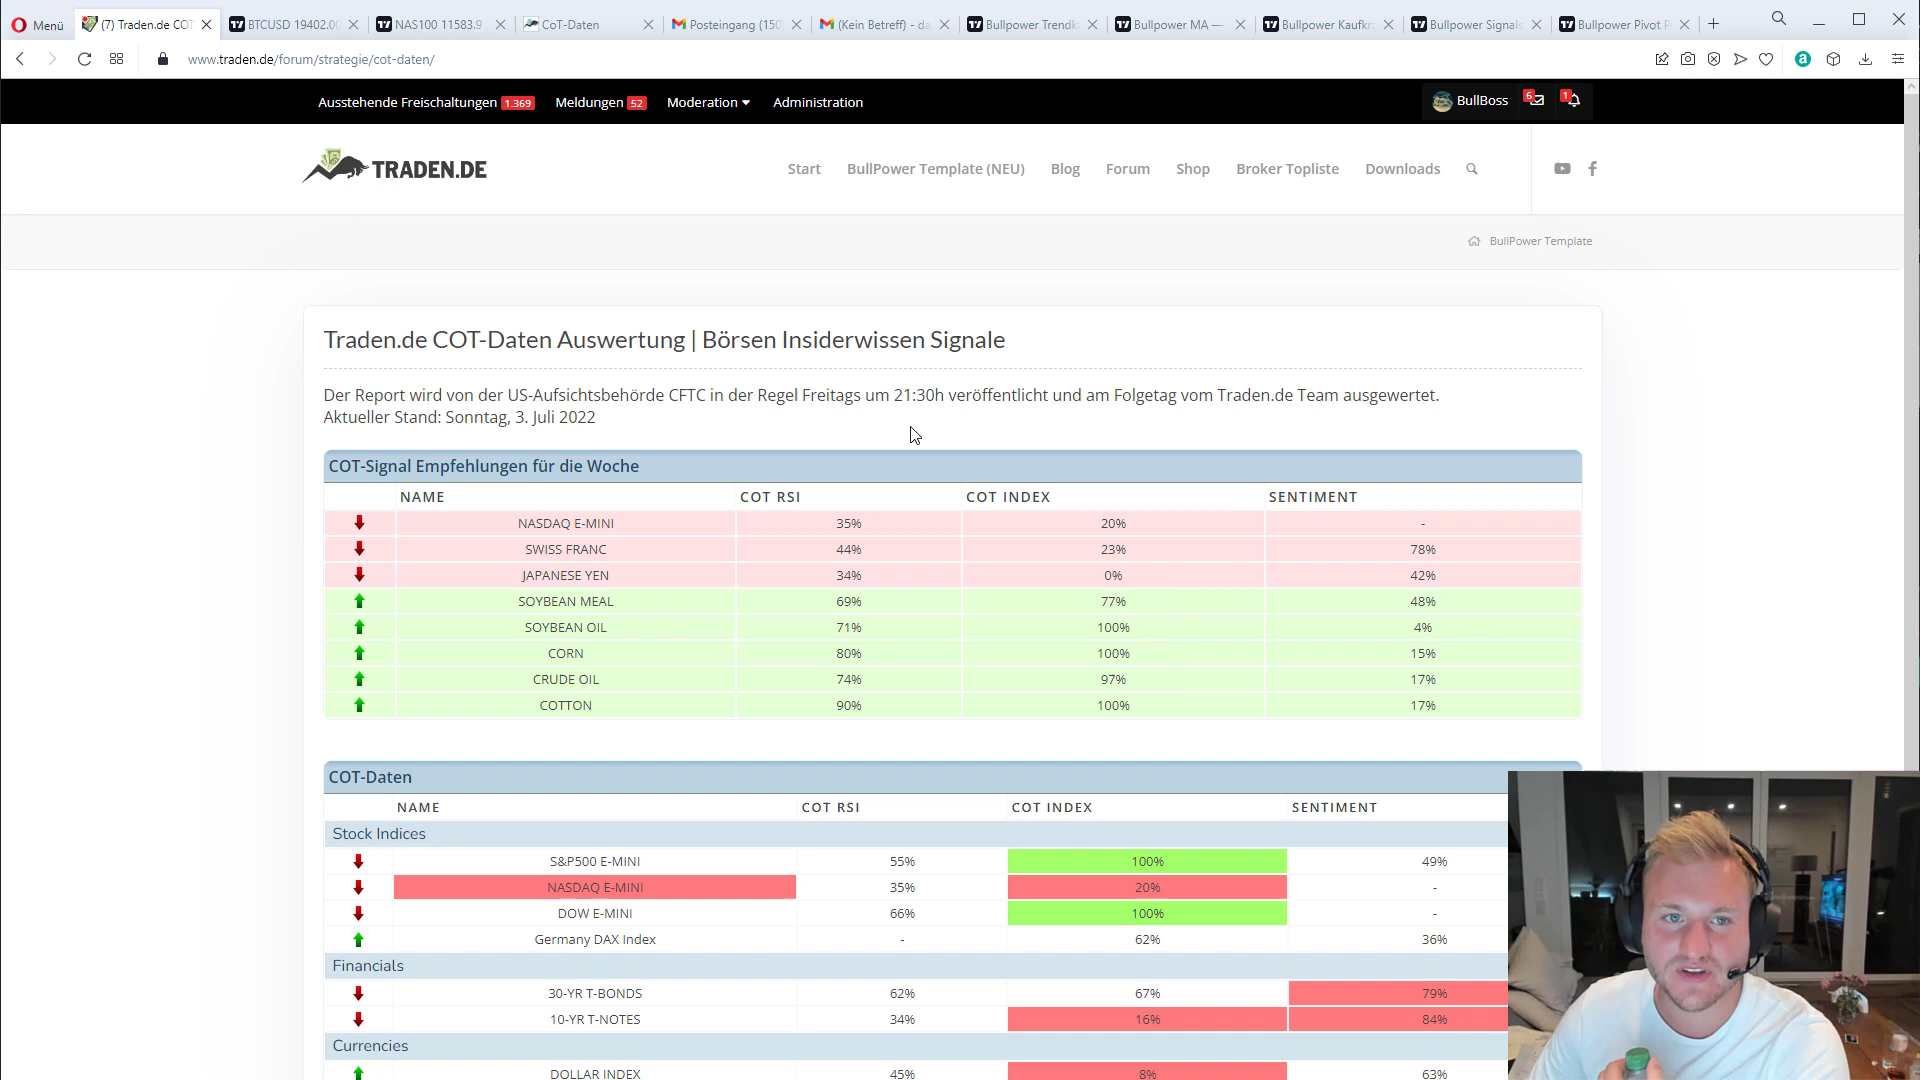 Menü
(7) Traden.de COT
BTCUSD 19402.00
NAS100 11583.9
CoT-Daten
Posteingang (150
(Kein Betreff) - da
Bullpower Trendk
Bullpower MA —
Bullpower Kaufkra
Bullpower Signals
Bullpower Pivot P
www.traden.de/forum/strategie/cot-daten/
Ausstehende Freischaltungen 1.369
Meldungen 52
Moderation
Administration
BullBoss
6
1
TRADEN.DE
Start
BullPower Template (NEU)
Blog
Forum
Shop
Broker Topliste
Downloads
BullPower Template
Traden.de COT-Daten Auswertung | Börsen Insiderwissen Signale
Der Report wird von der US-Aufsichtsbehörde CFTC in der Regel Freitags um 21:30h veröffentlicht und am Folgetag vom Traden.de Team ausgewertet.
Aktueller Stand: Sonntag, 3. Juli 2022
COT-Signal Empfehlungen für die Woche
NAME COT RSI COT INDEX SENTIMENT
NASDAQ E-MINI 35% 20% -
SWISS FRANC 44% 23% 78%
JAPANESE YEN 34% 0% 42%
SOYBEAN MEAL 69% 77% 48%
SOYBEAN OIL 71% 100% 4%
CORN 80% 100% 15%
CRUDE OIL 74% 97% 17%
COTTON 90% 100% 17%
COT-Daten
NAME COT RSI COT INDEX SENTIMENT
Stock Indices
S&P500 E-MINI 55% 100% 49%
NASDAQ E-MINI 35% 20% -
DOW E-MINI 66% 100% -
Germany DAX Index - 62% 36%
Financials
30-YR T-BONDS 62% 67% 79%
10-YR T-NOTES 34% 16% 84%
Currencies
DOLLAR INDEX 45% 8% 63%